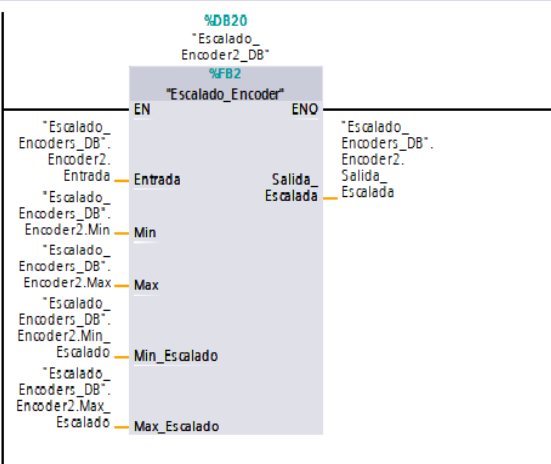 %DB20
"Escalado_
Encoder2_DB"
%FB2
"Escalado_Encoder"
EN
ENO
"Escalado_
Encoders_DB".
Encoder2.
Entrada
Entrada
"Escalado_
Encoders_DB".
Encoder2.
Salida_
Escalada
Salida_
Escalada
"Escalado_
Encoders_DB".
Encoder2.Min
Min
"Escalado_
Encoders_DB".
Encoder2.Max
Max
"Escalado_
Encoders_DB".
Encoder2.Min_
Escalado
Min_Escalado
"Escalado_
Encoders_DB".
Encoder2.Max_
Escalado
Max_Escalado